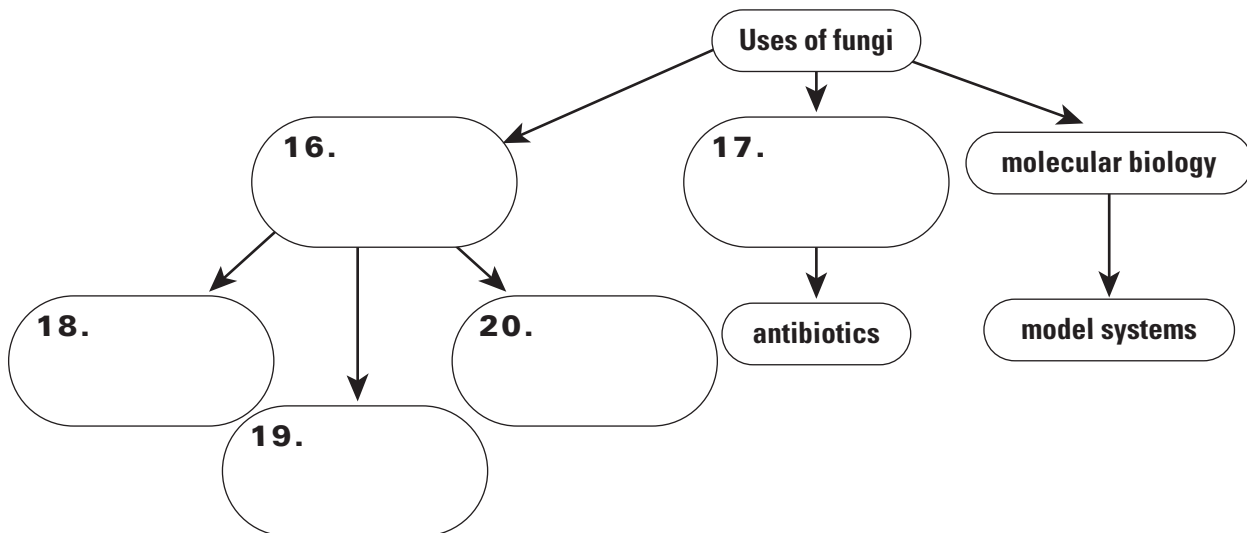 Uses of fungi
16.
17.
molecular biology
18.
20.
antibiotics
model systems
19.